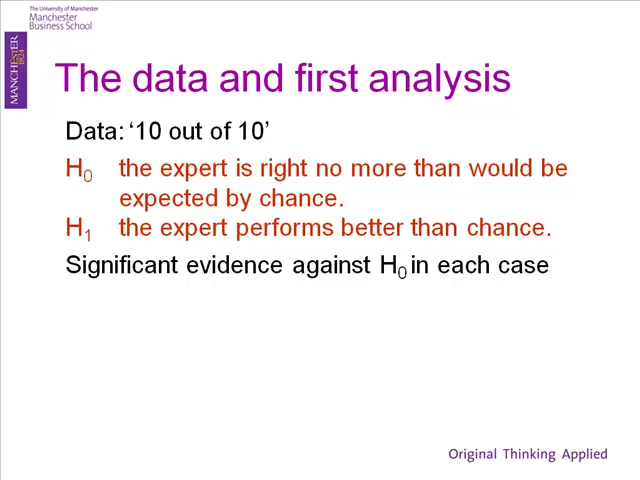 The University of Manchester
Manchester
Business School
MANCHESTER
1824
The data and first analysis
Data: ‘10 out of 10’
H0 the expert is right no more than would be
expected by chance.
H1 the expert performs better than chance.
Significant evidence against H0 in each case
Original Thinking Applied